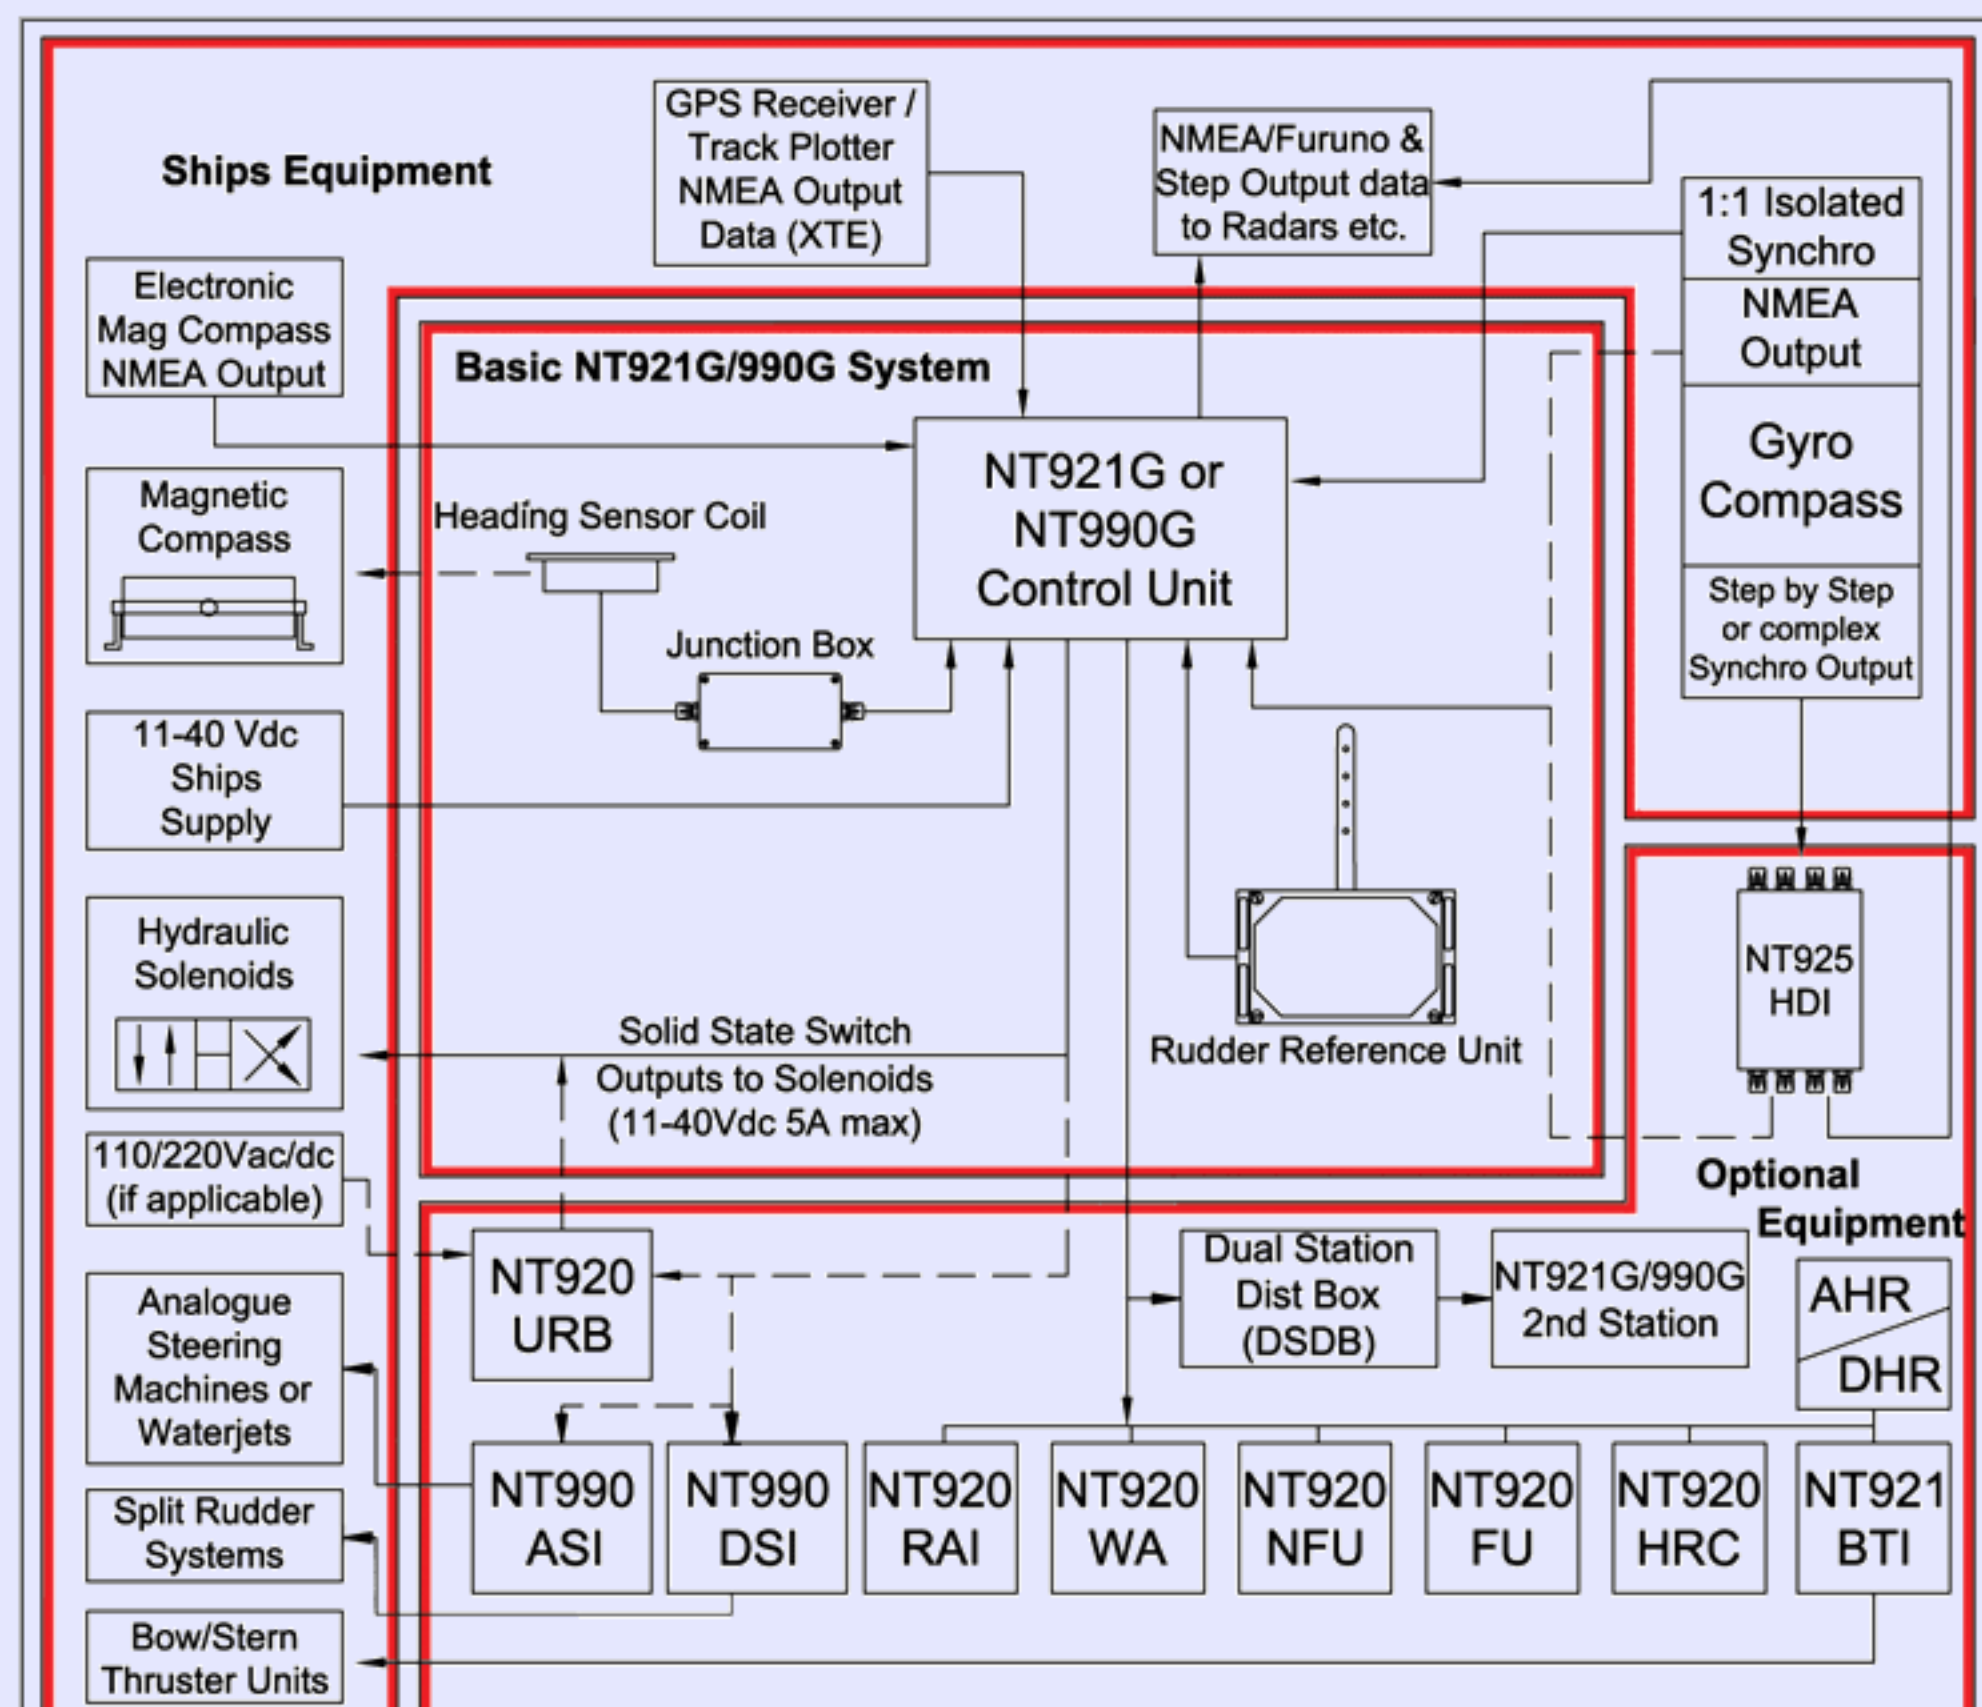 GPS Receiver /
Track Plotter
NMEA Output
Data (XTE)
NMEA/Furuno &
Step Output data
to Radars etc.
Ships Equipment
1:1 Isolated
Synchro
NMEA
Output
Gyro
Compass
Step by Step
or complex
Synchro Output
Electronic
Mag Compass
NMEA Output
Basic NT921G/990G System
NT921G or
NT990G
Control Unit
Magnetic
Compass
Heading Sensor Coil
Junction Box
11-40 Vdc
Ships
Supply
Hydraulic
Solenoids
NT925
HDI
Rudder Reference Unit
Solid State Switch
Outputs to Solenoids
(11-40Vdc 5A max)
110/220Vac/dc
(if applicable)
Optional
Equipment
NT920
URB
Dual Station
Dist Box
(DSDB)
NT921G/990G
2nd Station
AHR
DHR
Analogue
Steering
Machines or
Waterjets
NT990
ASI
NT990
DSI
NT920
RAI
NT920
WA
NT920
NFU
NT920
FU
NT920
HRC
NT921
BTI
Split Rudder
Systems
Bow/Stern
Thruster Units